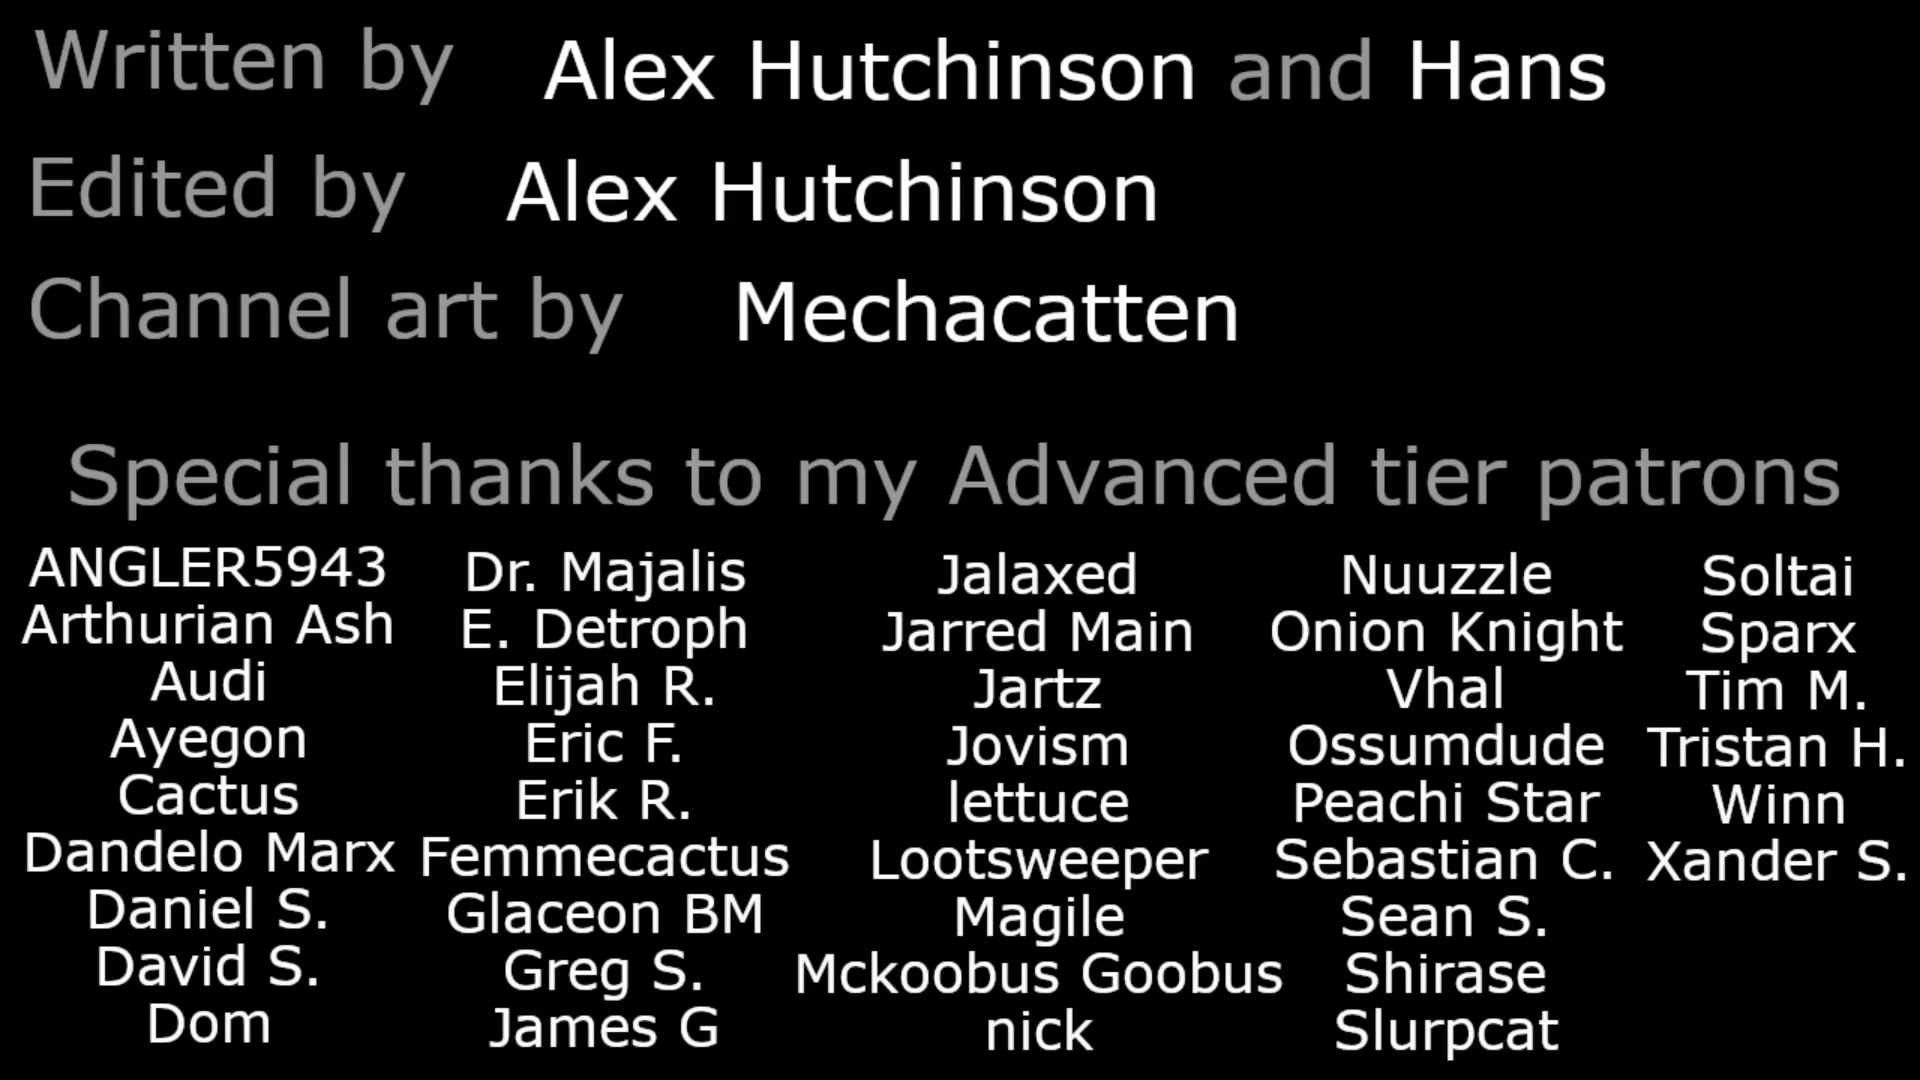 Written by Alex Hutchinson and Hans
Edited by Alex Hutchinson
Channel art by Mechacatten
Special thanks to my Advanced tier patrons
ANGLER5943
Arthurian Ash
Audi
Ayegon
Cactus
Dandelo Marx
Daniel S.
David S.
Dom
Dr. Majalis
E. Detroph
Elijah R.
Eric F.
Erik R.
Femmecactus
Glaceon BM
Greg S.
James G
Jalaxed
Jarred Main
Jartz
Jovism
lettuce
Lootsweeper
Magile
Mckoobus Goobus
nick
Nuuzzle
Onion Knight
Vhal
Ossumdude
Peachi Star
Sebastian C.
Sean S.
Shirase
Slurpcat
Soltai
Sparx
Tim M.
Tristan H.
Winn
Xander S.